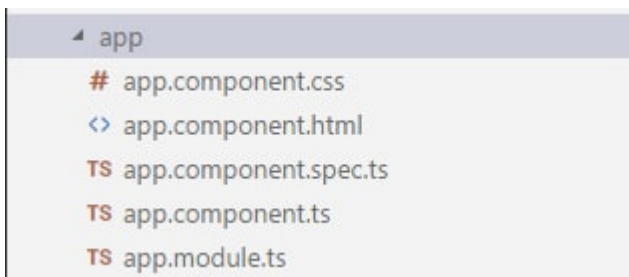 app
# app.component.css
<> app.component.html
TS app.component.spec.ts
TS app.component.ts
TS app.module.ts